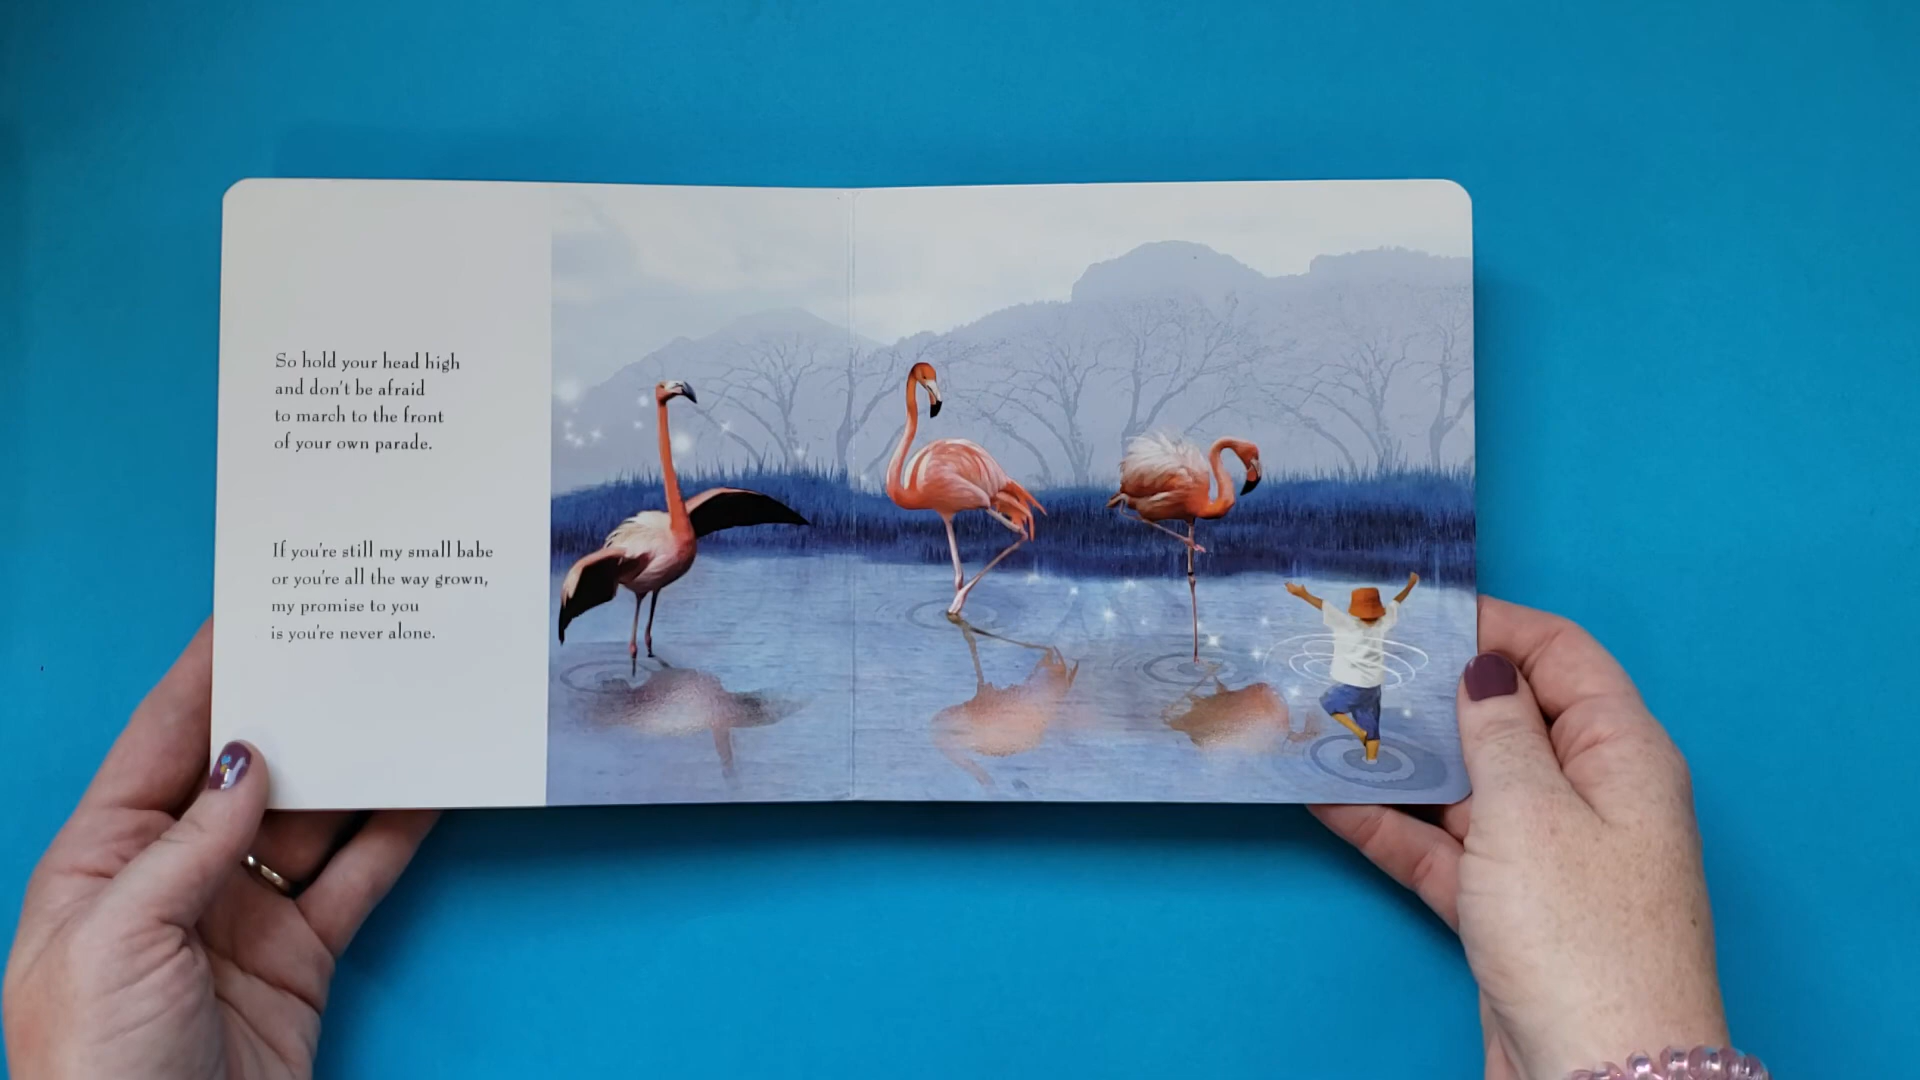 So hold your head high
and don't be afraid
to march to the front
of your own parade.
If you're still my small babe
or you're all the way grown,
my promise to you
is you're never alone.